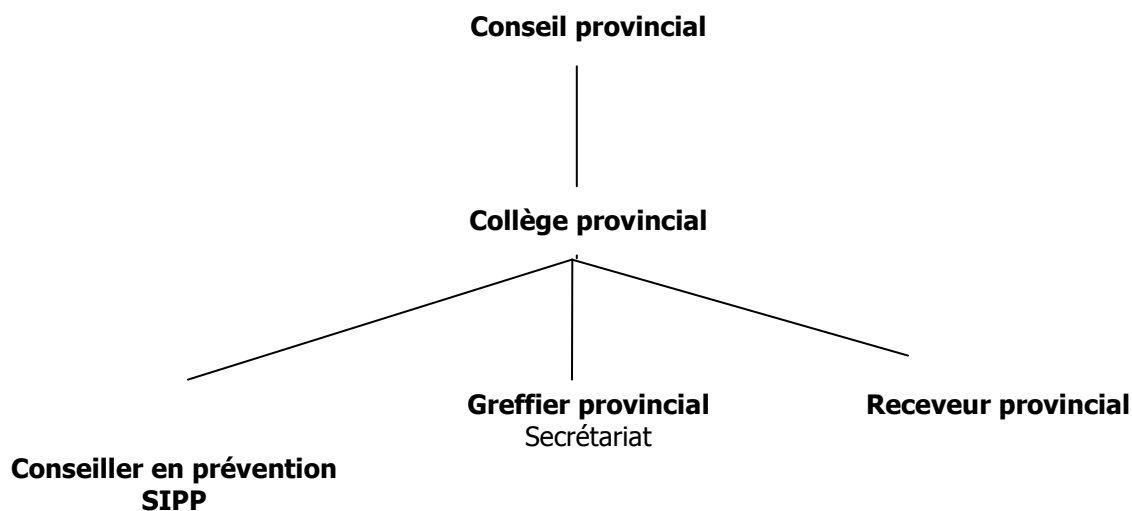 Conseil provincial
Collège provincial
Greffier provincial
Secrétariat
Receveur provincial
Conseiller en prévention
SIPP